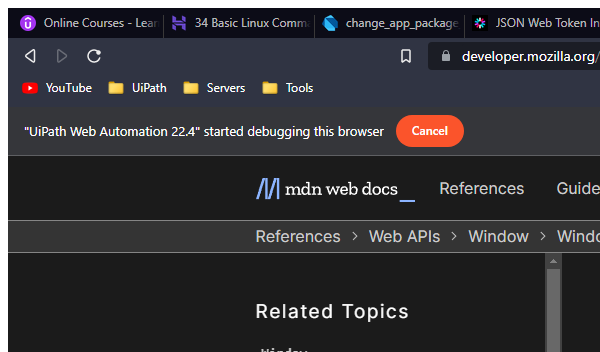 Online Courses - Lear
34 Basic Linux Comma
change_app_package
JSON Web Token In
developer.mozilla.org/
YouTube
UiPath
Servers
Tools
"UiPath Web Automation 22.4" started debugging this browser
Cancel
mdn web docs_
References
Guide
References > Web APIs > Window > Windo
Related Topics
Window